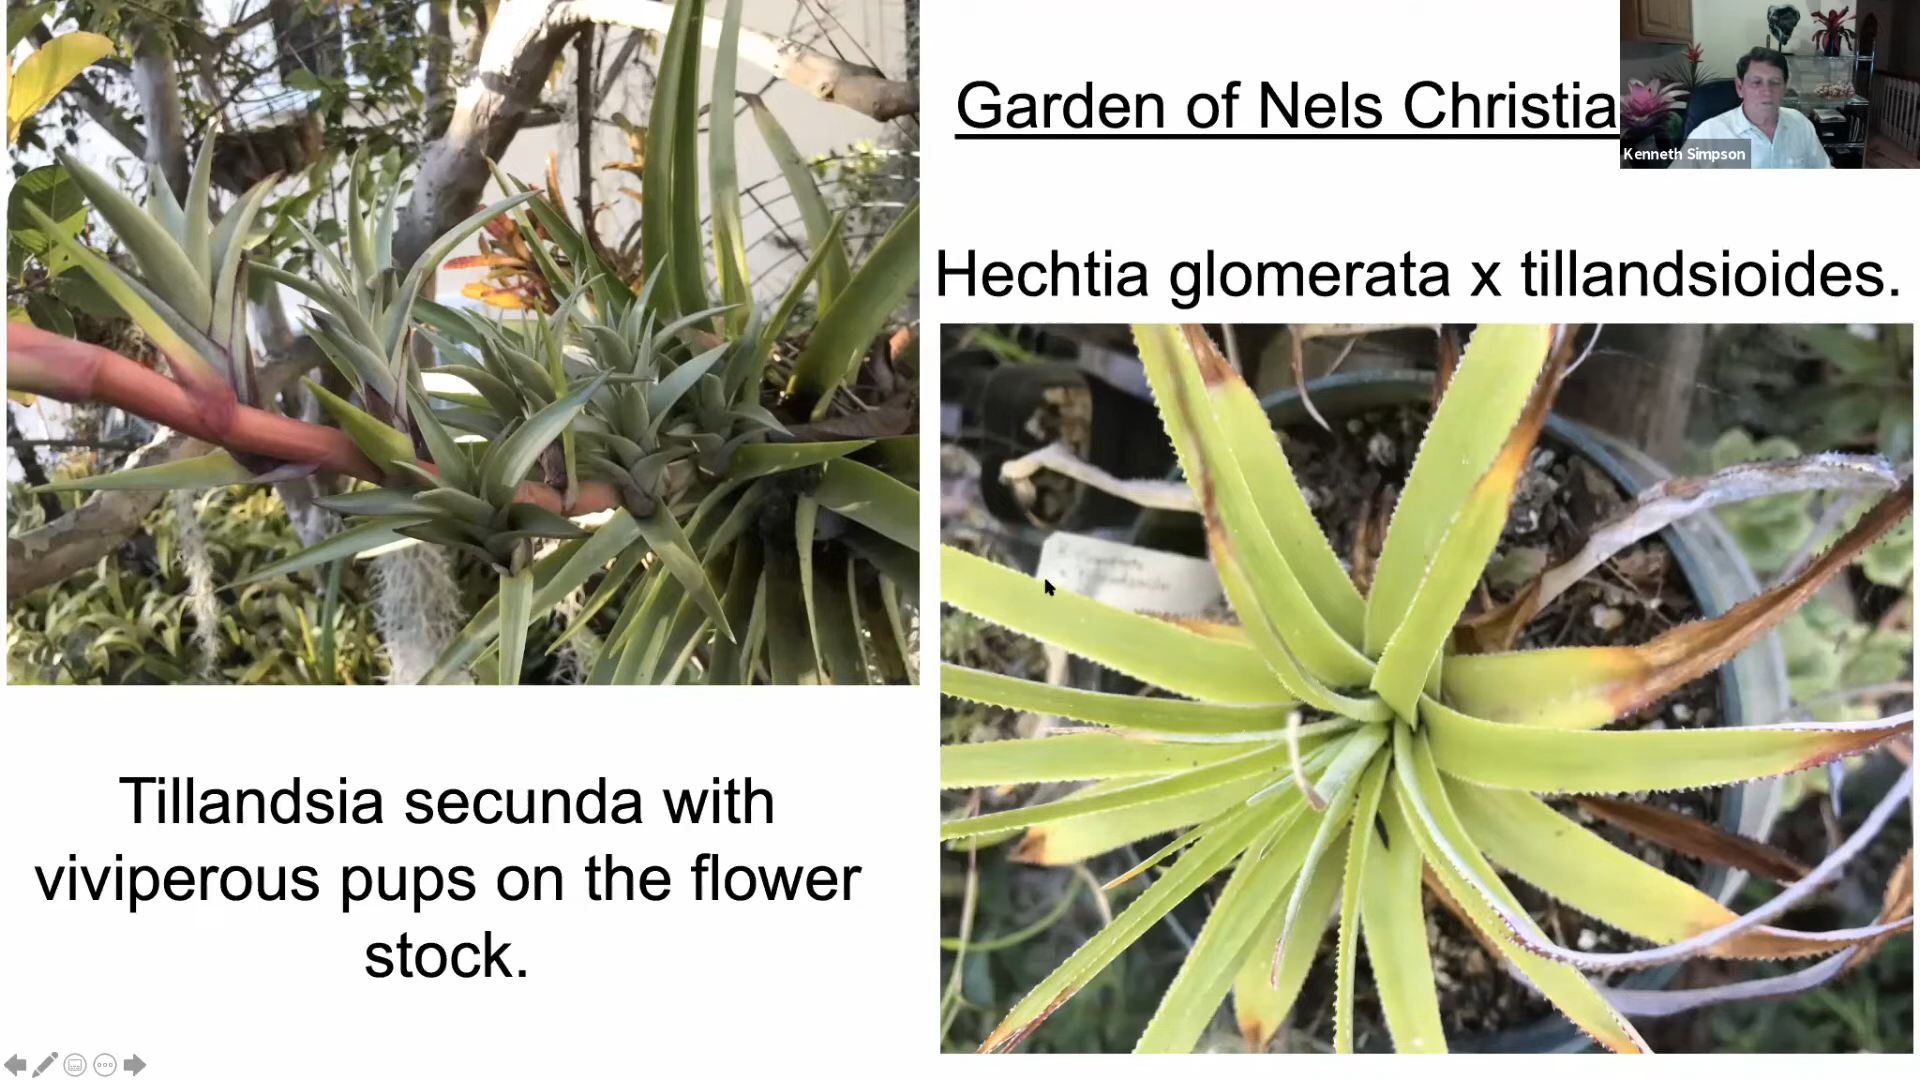 Garden of Nels Christia
Kenneth Simpson
Hechtia glomerata x tillandsioides.
Tillandsia secunda with
viviperous pups on the flower
stock.